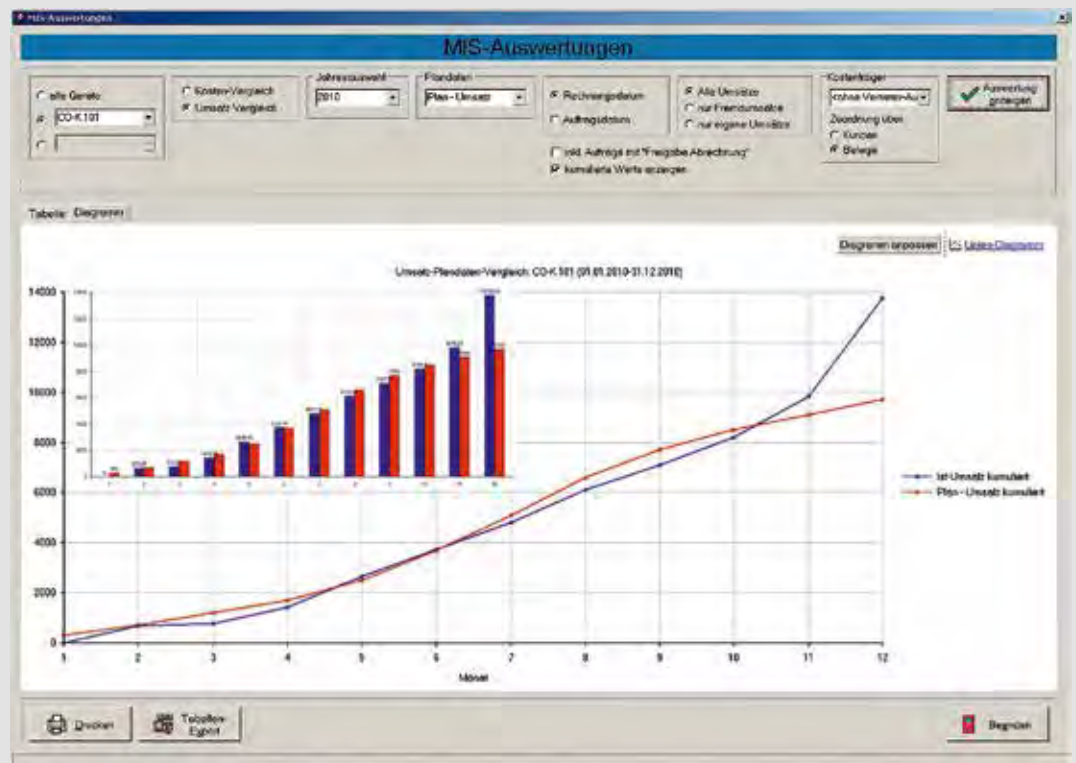 MIS-Auswertungen
MIS-Auswertungen
alle Geräte
CO-K 101
Kosten-Vergleich
Umsatz Vergleich
Jahresauswahl
2010
Plandaten
Plan - Umsatz
Rechnungsdatum
Auftragsdatum
inkl. Aufträge mit "Freigabe Abrechnung"
kumulierte Werte anzeigen
Alle Umsätze
nur Fremdumsätze
nur eigene Umsätze
Kostenträger
Zuordnung über
Kunden
Belege
Auswertung anzeigen
Tabelle Diagramm
Diagramm anpassen Linien-Diagramm
Umsatz-Plandaten-Vergleich: CO-K 101 (01.01.2010-31.12.2010)
14000
12000
10000
8000
6000
4000
2000
0
1 2 3 4 5 6 7 8 9 10 11 12
Monat
Ist-Umsatz kumuliert
Plan - Umsatz kumuliert
Drucken
Tabellen-Export
Beenden